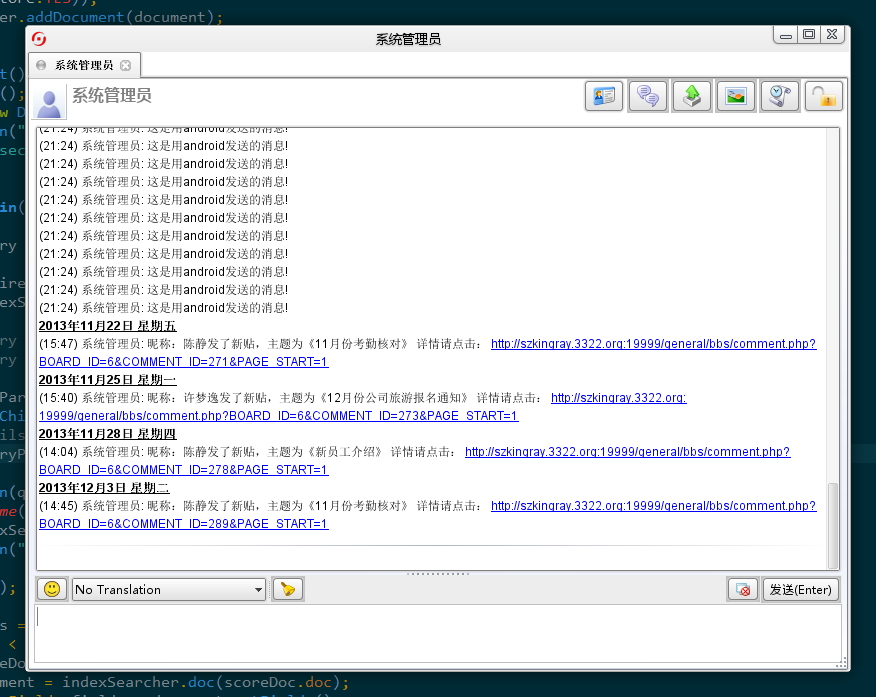 tore.YES));
er.addDocument(document);
系统管理员
系统管理员
系统管理员
(21:24) 系统管理员: 这是用android发送的消息!
(21:24) 系统管理员: 这是用android发送的消息!
(21:24) 系统管理员: 这是用android发送的消息!
(21:24) 系统管理员: 这是用android发送的消息!
(21:24) 系统管理员: 这是用android发送的消息!
(21:24) 系统管理员: 这是用android发送的消息!
(21:24) 系统管理员: 这是用android发送的消息!
(21:24) 系统管理员: 这是用android发送的消息!
(21:24) 系统管理员: 这是用android发送的消息!
(21:24) 系统管理员: 这是用android发送的消息!
(21:24) 系统管理员: 这是用android发送的消息!
2013年11月22日 星期五
(15:47) 系统管理员: 昵称：陈静发了新贴，主题为《11月份考勤核对》 详情请点击： http://szkingray.3322.org:19999/general/bbs/comment.php?
BOARD_ID=6&COMMENT_ID=271&PAGE_START=1
2013年11月25日 星期一
(15:40) 系统管理员: 昵称：许梦逸发了新贴，主题为《12月份公司旅游报名通知》 详情请点击： http://szkingray.3322.org:
19999/general/bbs/comment.php?BOARD_ID=6&COMMENT_ID=273&PAGE_START=1
2013年11月28日 星期四
(14:04) 系统管理员: 昵称：陈静发了新贴，主题为《新员工介绍》 详情请点击： http://szkingray.3322.org:19999/general/bbs/comment.php?
BOARD_ID=6&COMMENT_ID=278&PAGE_START=1
2013年12月3日 星期二
(14:45) 系统管理员: 昵称：陈静发了新贴，主题为《11月份考勤核对》 详情请点击： http://szkingray.3322.org:19999/general/bbs/comment.php?
BOARD_ID=6&COMMENT_ID=289&PAGE_START=1
No Translation
发送(Enter)
ment = indexSearcher.doc(scoreDoc.doc);